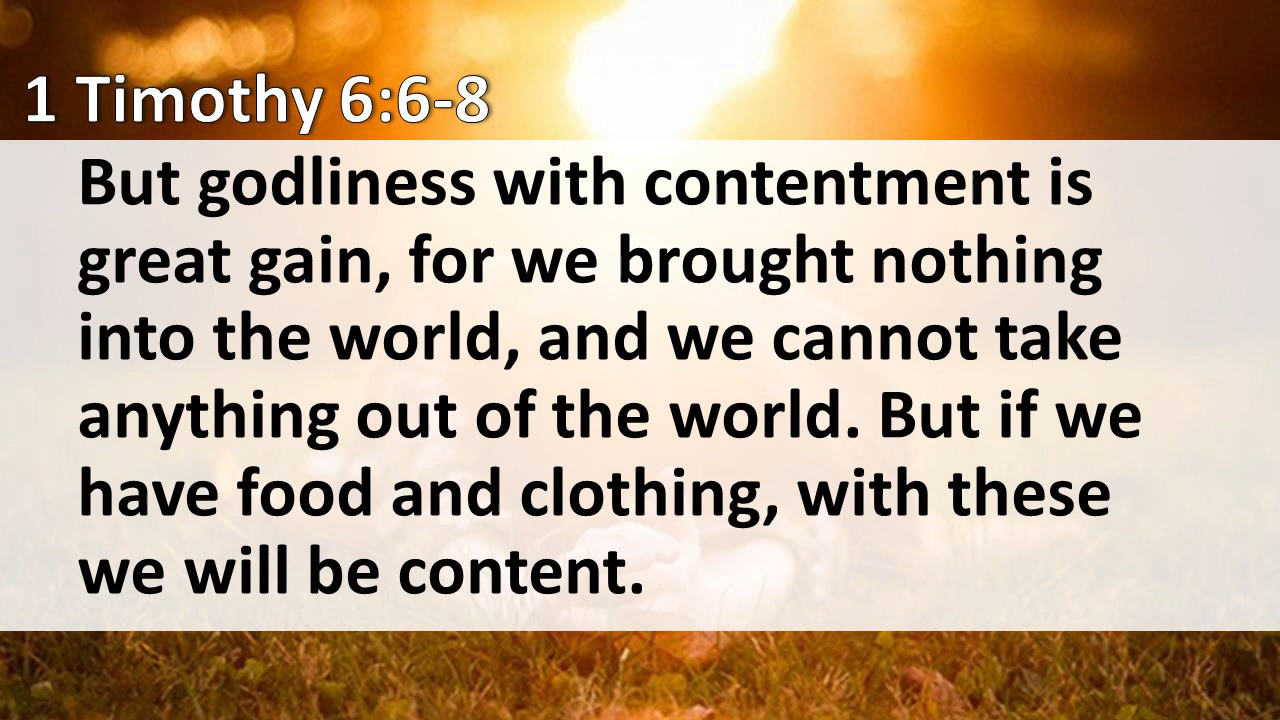 1 Timothy 6:6-8
But godliness with contentment is
great gain, for we brought nothing
into the world, and we cannot take
anything out of the world. But if we
have food and clothing, with these
we will be content.